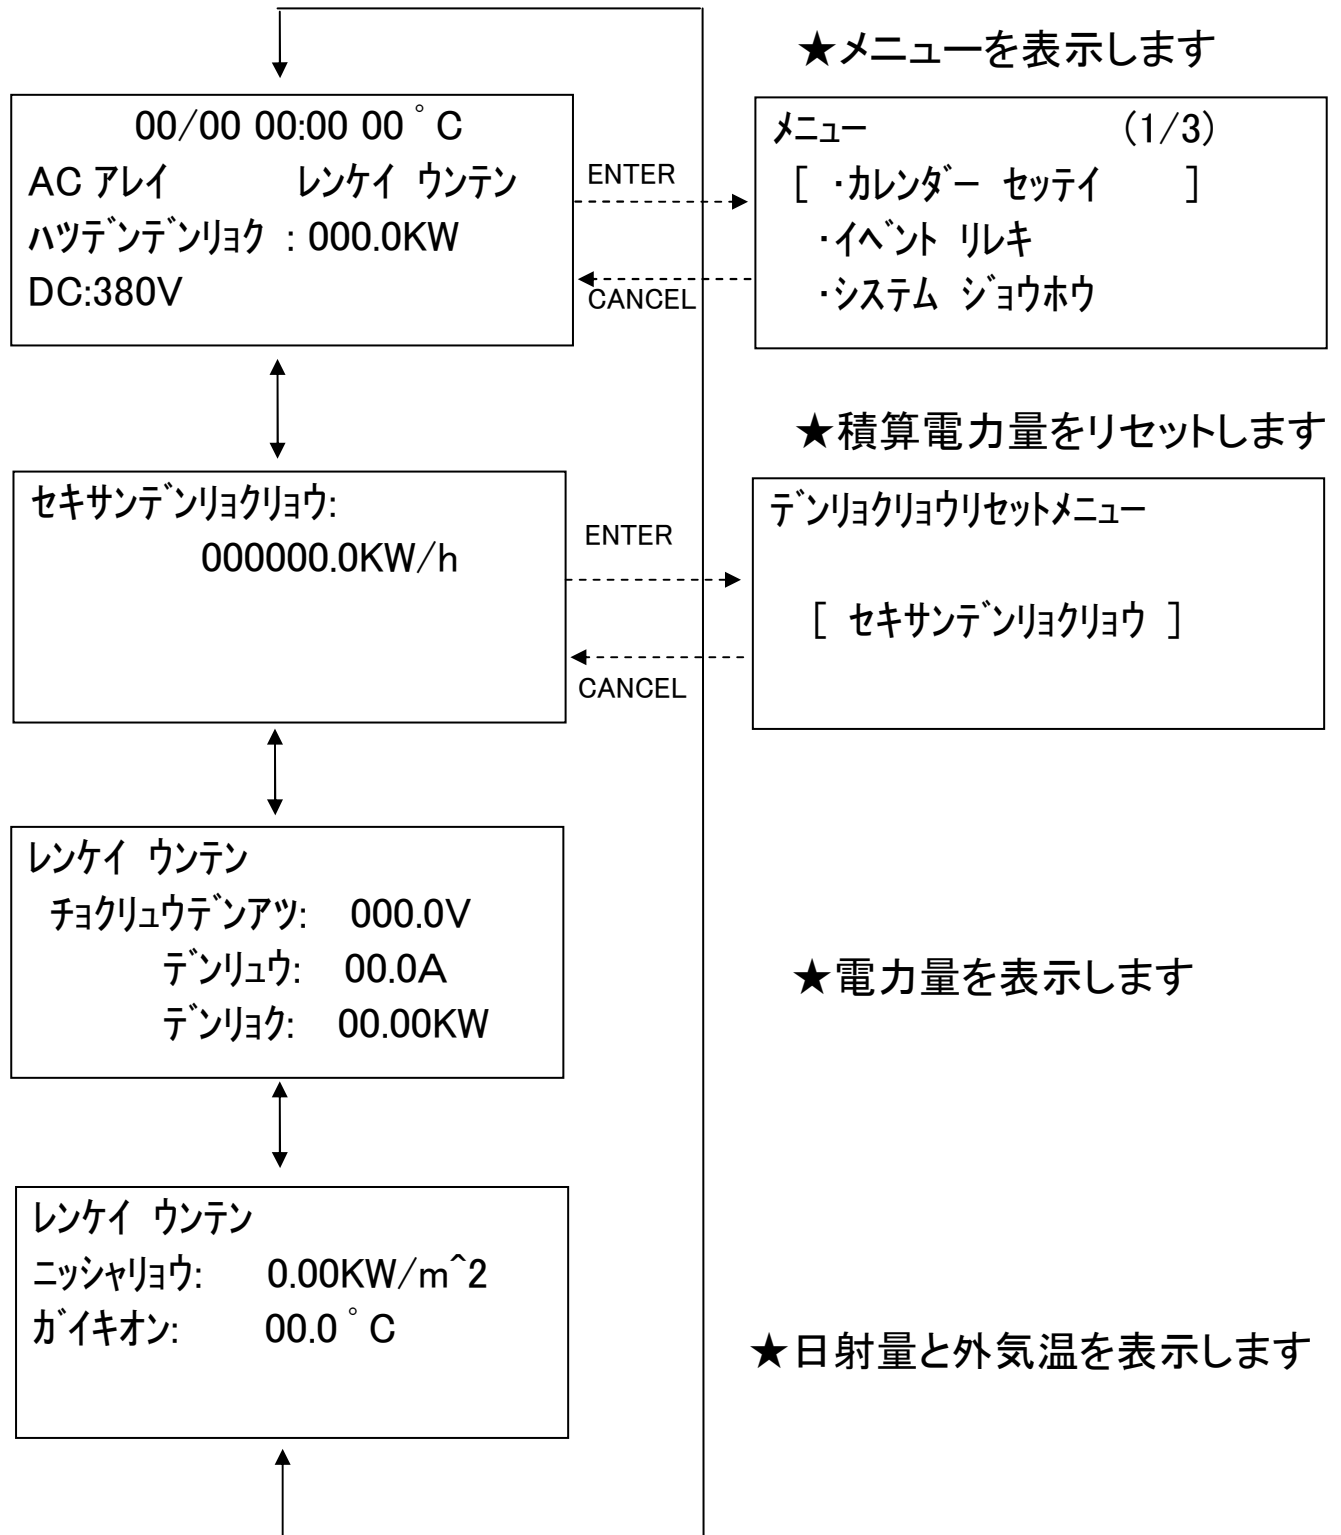 ★メニューを表示します
00/00 00:00 00 ﾟC
AC ｱﾚｲ ﾚﾝｹｲ ｳﾝﾃﾝ
ﾊﾂﾃﾞﾝﾃﾞﾝﾘｮｸ : 000.0KW
DC:380V
ENTER
CANCEL
ﾒﾆｭｰ (1/3)
[ ･ｶﾚﾝﾀﾞｰ ｾｯﾃｲ ]
･ｲﾍﾞﾝﾄ ﾘﾚｷ
･ｼｽﾃﾑ ｼﾞｮｳﾎｳ
★積算電力量をリセットします
ｾｷｻﾝﾃﾞﾝﾘｮｸﾘｮｳ:
000000.0KW/h
ENTER
CANCEL
ﾃﾞﾝﾘｮｸﾘｮｳﾘｾｯﾄﾒﾆｭｰ
[ ｾｷｻﾝﾃﾞﾝﾘｮｸﾘｮｳ ]
ﾚﾝｹｲ ｳﾝﾃﾝ
ﾁｮｸﾘｭｳﾃﾞﾝｱﾂ: 000.0V
ﾃﾞﾝﾘｭｳ: 00.0A
ﾃﾞﾝﾘｮｸ: 00.00KW
★電力量を表示します
ﾚﾝｹｲ ｳﾝﾃﾝ
ﾆｯｼｬﾘｮｳ: 0.00KW/m^2
ｶﾞｲｷｵﾝ: 00.0ﾟC
★日射量と外気温を表示します